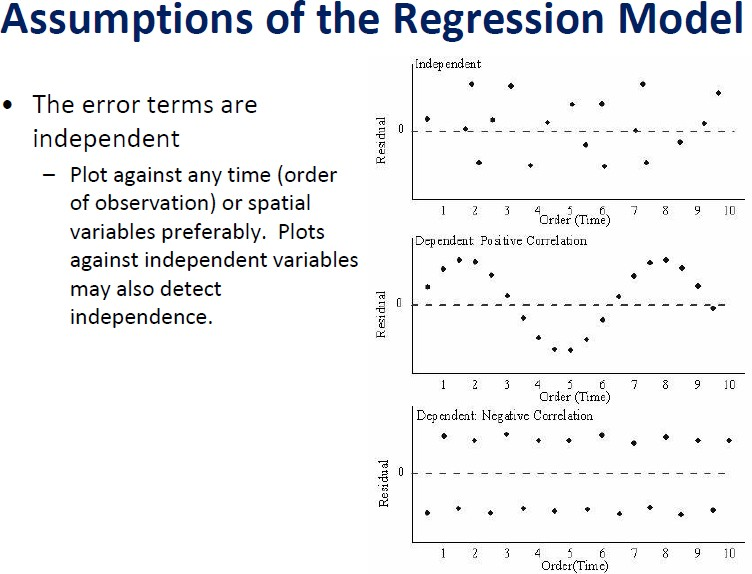 Assumptions of the Regression Model
• The error terms are
independent
– Plot against any time (order
of observation) or spatial
variables preferably. Plots
against independent variables
may also detect
independence.
Independent
Residual
0
1 2 3 4 5 6 7 8 9 10
Order (Time)
Dependent: Positive Correlation
Residual
0
1 2 3 4 5 6 7 8 9 10
Order (Time)
Dependent: Negative Correlation
Residual
0
1 2 3 4 5 6 7 8 9 10
Order(Time)